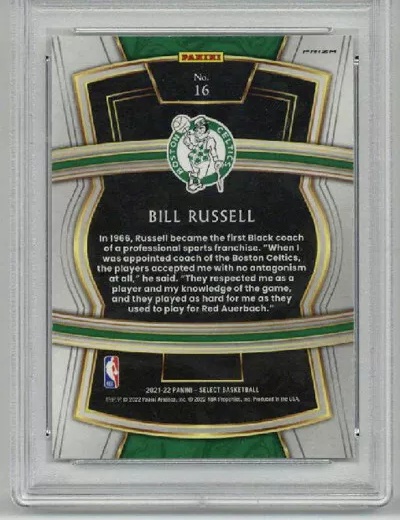 PANINI
PRIZM
No.
16
BOSTON CELTICS
BILL RUSSELL
In 1966, Russell became the first Black coach
of a professional sports franchise. "When I
was appointed coach of the Boston Celtics,
the players accepted me with no antagonism
at all," he said. "They respected me as a
player and my knowledge of the game,
and they played as hard for me as they
used to play for Red Auerbach."
NBA
2021-22 PANINI - SELECT BASKETBALL
© 2022 Panini America, Inc. © 2022 NBA Properties, Inc. Produced in the USA.